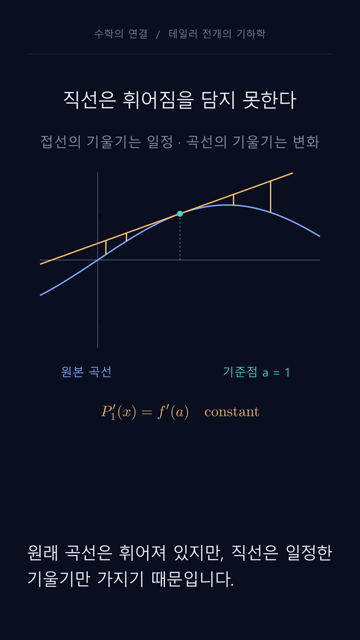 수학의 연결 / 테일러 전개의 기하학
직선은 휘어짐을 담지 못한다
접선의 기울기는 일정 · 곡선의 기울기는 변화
원본 곡선
기준점 a = 1
P₁′(x) = f′(a) constant
원래 곡선은 휘어져 있지만, 직선은 일정한
기울기만 가지기 때문입니다.